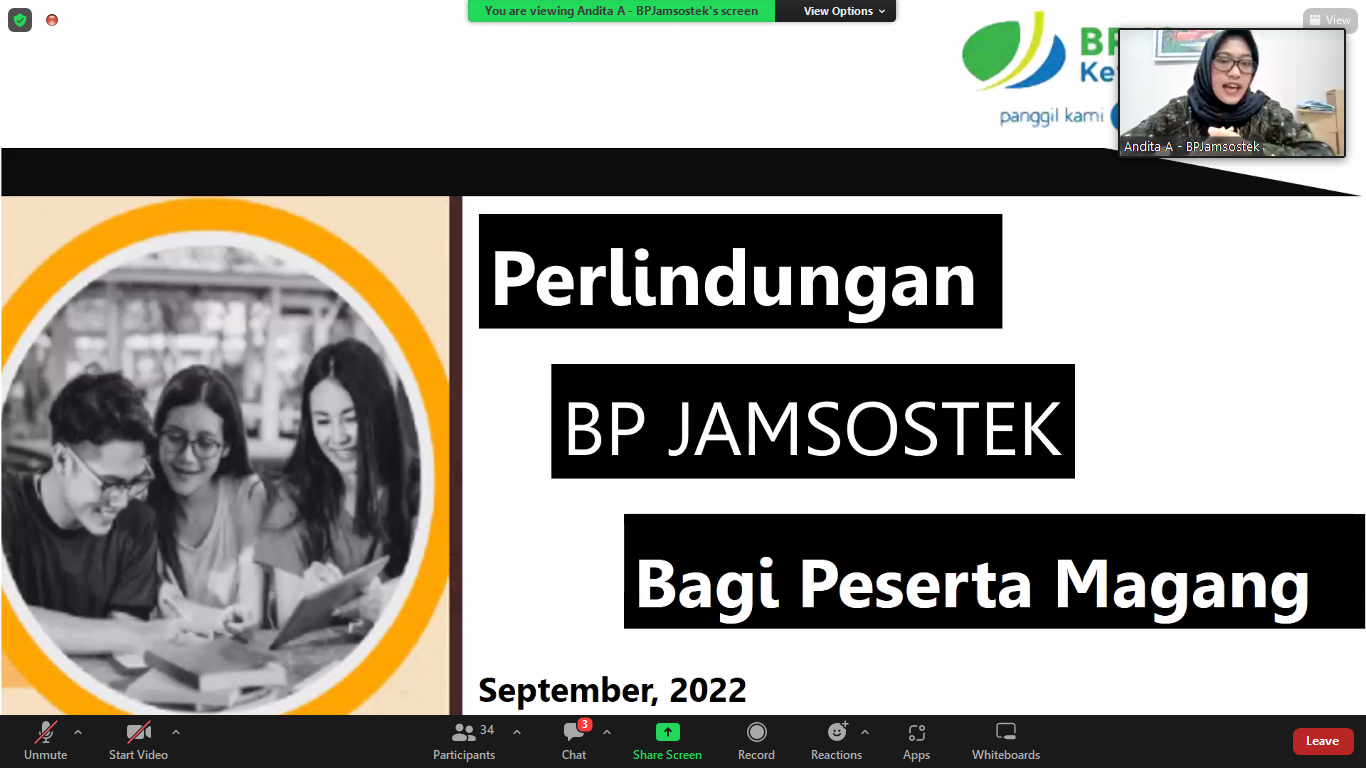 You are viewing Andita A - BPJamsostek's screen
View Options
View
panggil kami
Andita A - BPJamsostek
Perlindungan
BP JAMSOSTEK
Bagi Peserta Magang
September, 2022
Unmute
Start Video
34
Participants
3
Chat
Share Screen
Record
Reactions
Apps
Whiteboards
Leave